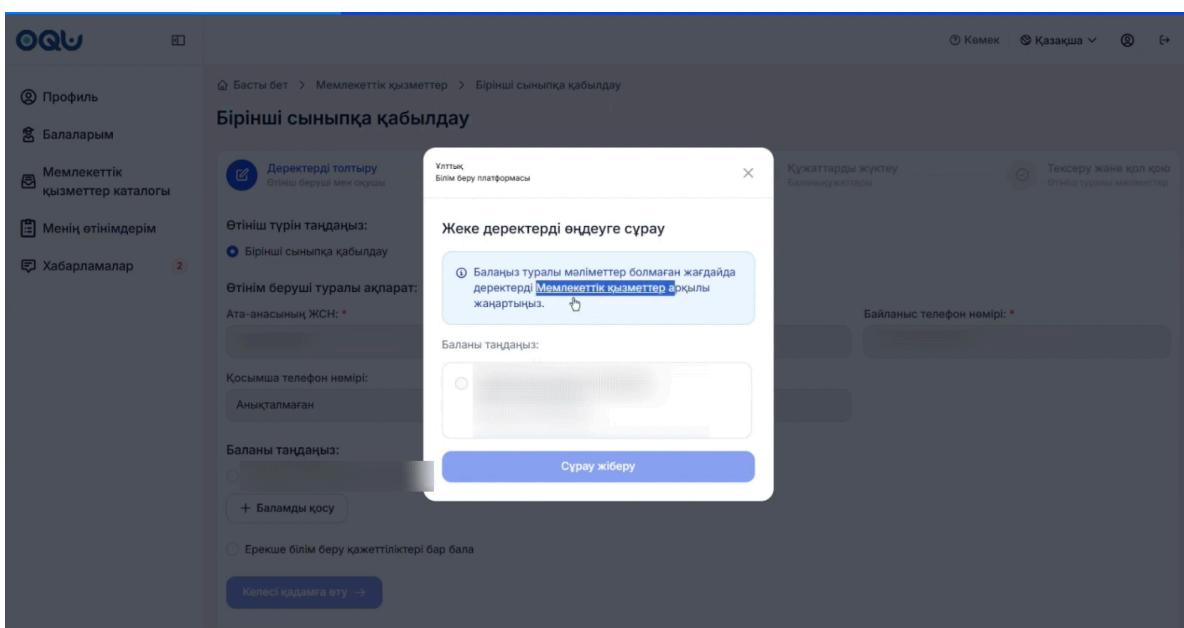 OQU
Көмек
Қазақша
Профиль
Балаларым
Мемлекеттік
қызметтер каталогы
Менің өтінімдерім
Хабарламалар 2
Басты бет > Мемлекеттік қызметтер > Бірінші сыныпқа қабылдау
Бірінші сыныпқа қабылдау
Деректерді толтыру
Өтініш беруші мен оқушы
Құжаттарды жүктеу
Тексеру және қол қою
Өтініш түрін таңдаңыз:
Бірінші сыныпқа қабылдау
Өтінім беруші туралы ақпарат:
Ата-анасының ЖСН: *
Байланыс телефон нөмірі: *
Қосымша телефон нөмірі:
Анықталмаған
Баланы таңдаңыз:
+ Баламды қосу
Ерекше білім беру қажеттіліктері бар бала
Келесі қадамға өту →
Ұлттық
Білім беру платформасы
Жеке деректерді өңдеуге сұрау
Балаңыз туралы мәліметтер болмаған жағдайда
деректерді Мемлекеттік қызметтер арқылы
жаңартыңыз.
Баланы таңдаңыз:
Сұрау жіберу